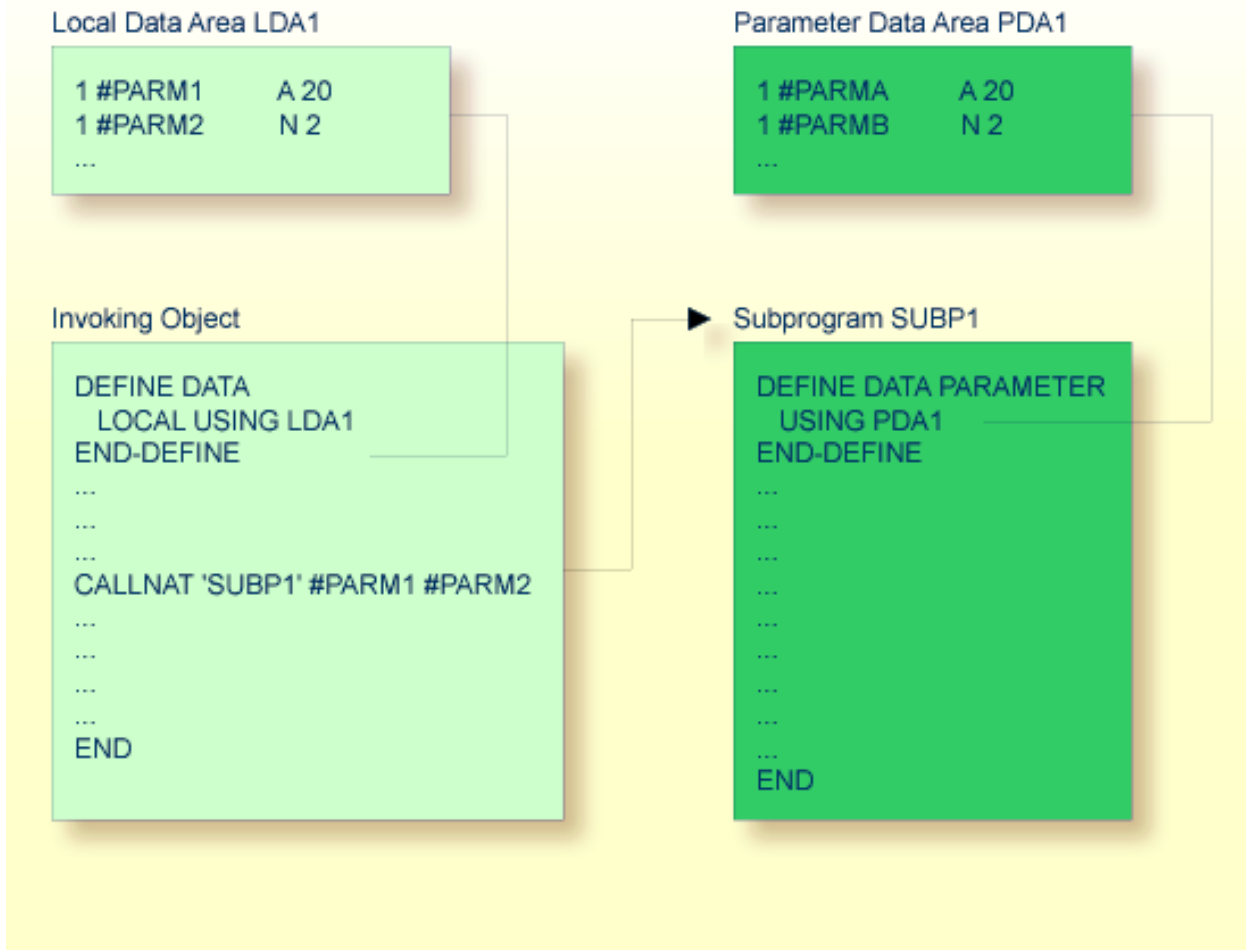 Local Data Area LDA1
1 #PARM1 A 20
1 #PARM2 N 2
...
Parameter Data Area PDA1
1 #PARMA A 20
1 #PARMB N 2
...
Invoking Object
DEFINE DATA
LOCAL USING LDA1
END-DEFINE
...
...
...
CALLNAT 'SUBP1' #PARM1 #PARM2
...
...
...
...
END
Subprogram SUBP1
DEFINE DATA PARAMETER
USING PDA1
END-DEFINE
...
...
...
...
...
...
...
...
...
END